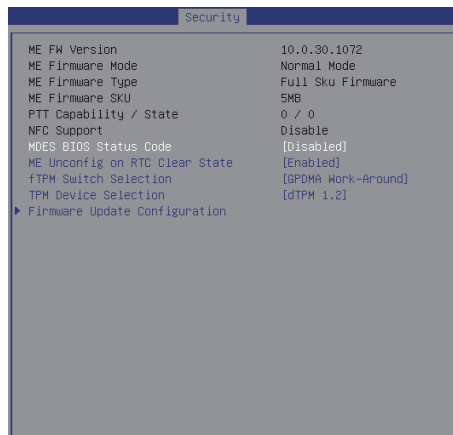 Security
ME FW Version 10.0.30.1072
ME Firmware Mode Normal Mode
ME Firmware Type Full Sku Firmware
ME Firmware SKU 5MB
PTT Capability / State 0 / 0
NFC Support Disable
MDES BIOS Status Code [Disabled]
ME Unconfig on RTC Clear State [Enabled]
fTPM Switch Selection [GPDMA Work-Around]
TPM Device Selection [dTPM 1.2]
Firmware Update Configuration